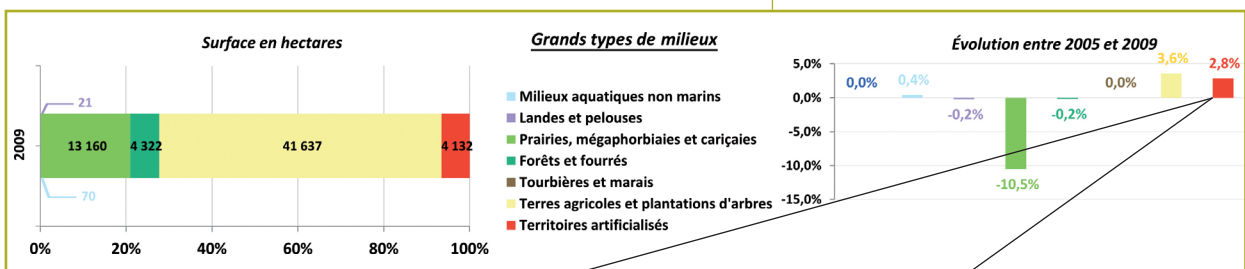 Surface en hectares
2009
21
13 160
4 322
41 637
4 132
70
0%
20%
40%
60%
80%
100%
Grands types de milieu
Milieux aquatiques non marins
Landes et pelouses
Prairies, mégaphorbiaies et cariçaies
Forêts et fourrés
Tourbières et marais
Terres agricoles et plantations d'arbres
Territoires artificialisés
Évolution entre 2005 et 2009
5,0%
0,0%
-5,0%
-10,0%
-15,0%
0,0%
0,4%
-0,2%
-10,5%
-0,2%
0,0%
3,6%
2,8%